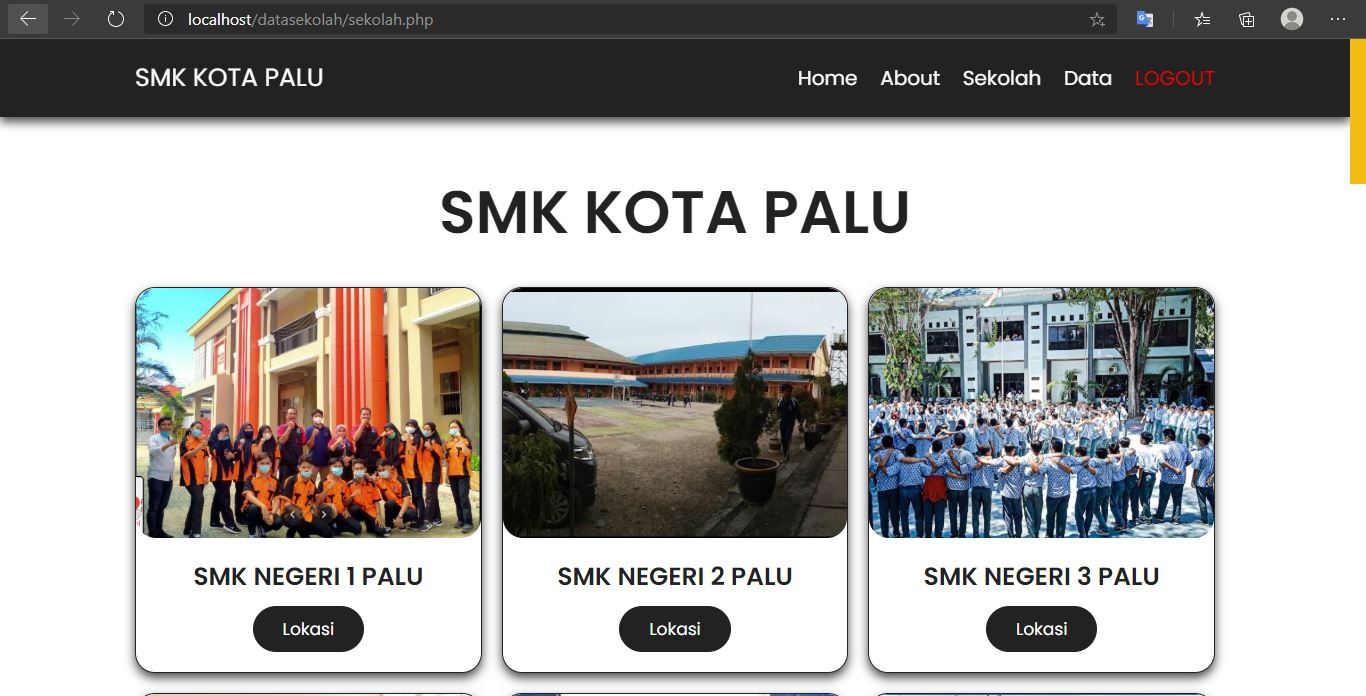 localhost/datasekolah/sekolah.php
SMK KOTA PALU
Home About Sekolah Data LOGOUT
SMK KOTA PALU
SMK NEGERI 1 PALU
SMK NEGERI 2 PALU
SMK NEGERI 3 PALU
Lokasi
Lokasi
Lokasi